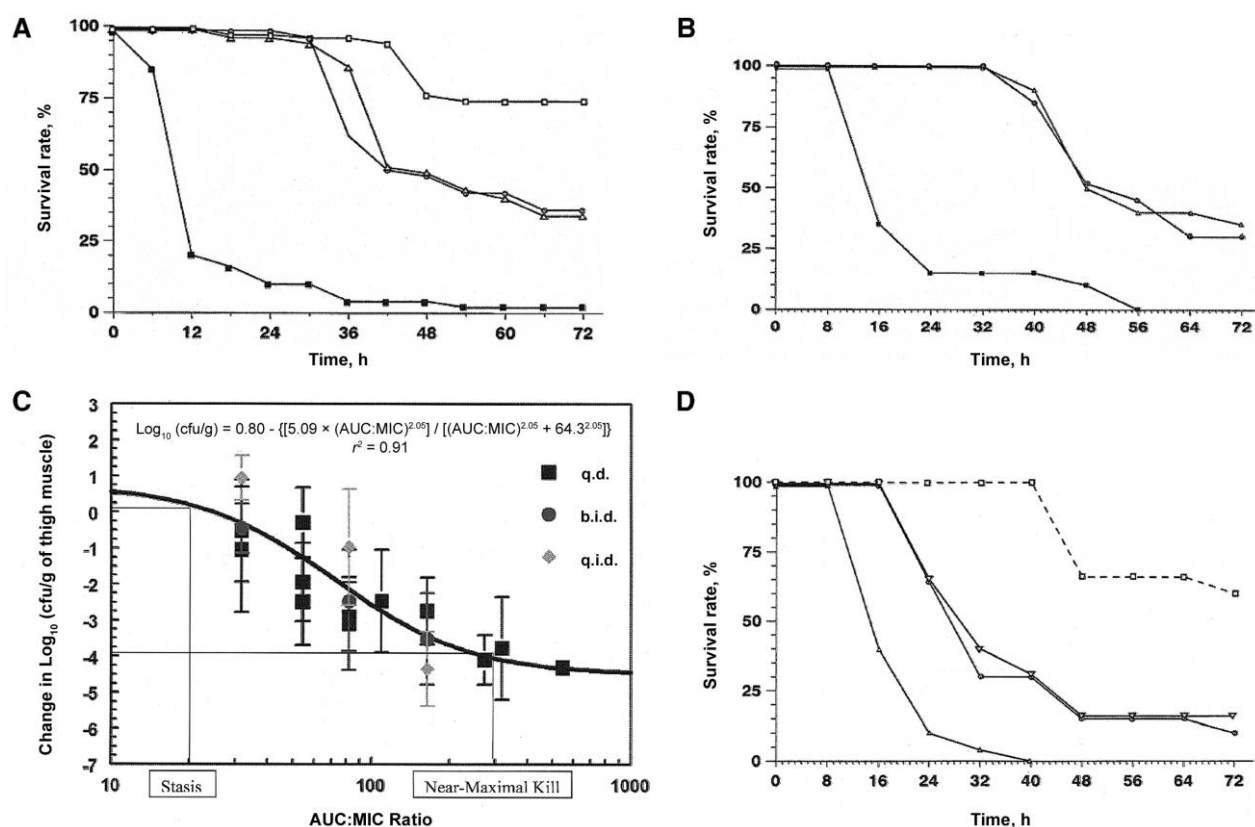 A
Survival rate, %
100
75
50
25
0
0 12 24 36 48 60 72
Time, h
B
Survival rate, %
100
75
50
25
0
0 8 16 24 32 40 48 56 64 72
Time, h
C
Change in Log10 (cfu/g of thigh muscle)
3
2
1
0
-1
-2
-3
-4
-5
-6
-7
Log10 (cfu/g) = 0.80 - {[5.09 × (AUC:MIC)2.05] / [(AUC:MIC)2.05 + 64.32.05]}
r2 = 0.91
q.d.
b.i.d.
q.i.d.
10 100 1000
Stasis
Near-Maximal Kill
AUC:MIC Ratio
D
Survival rate, %
100
75
50
25
0
0 8 16 24 32 40 48 56 64 72
Time, h